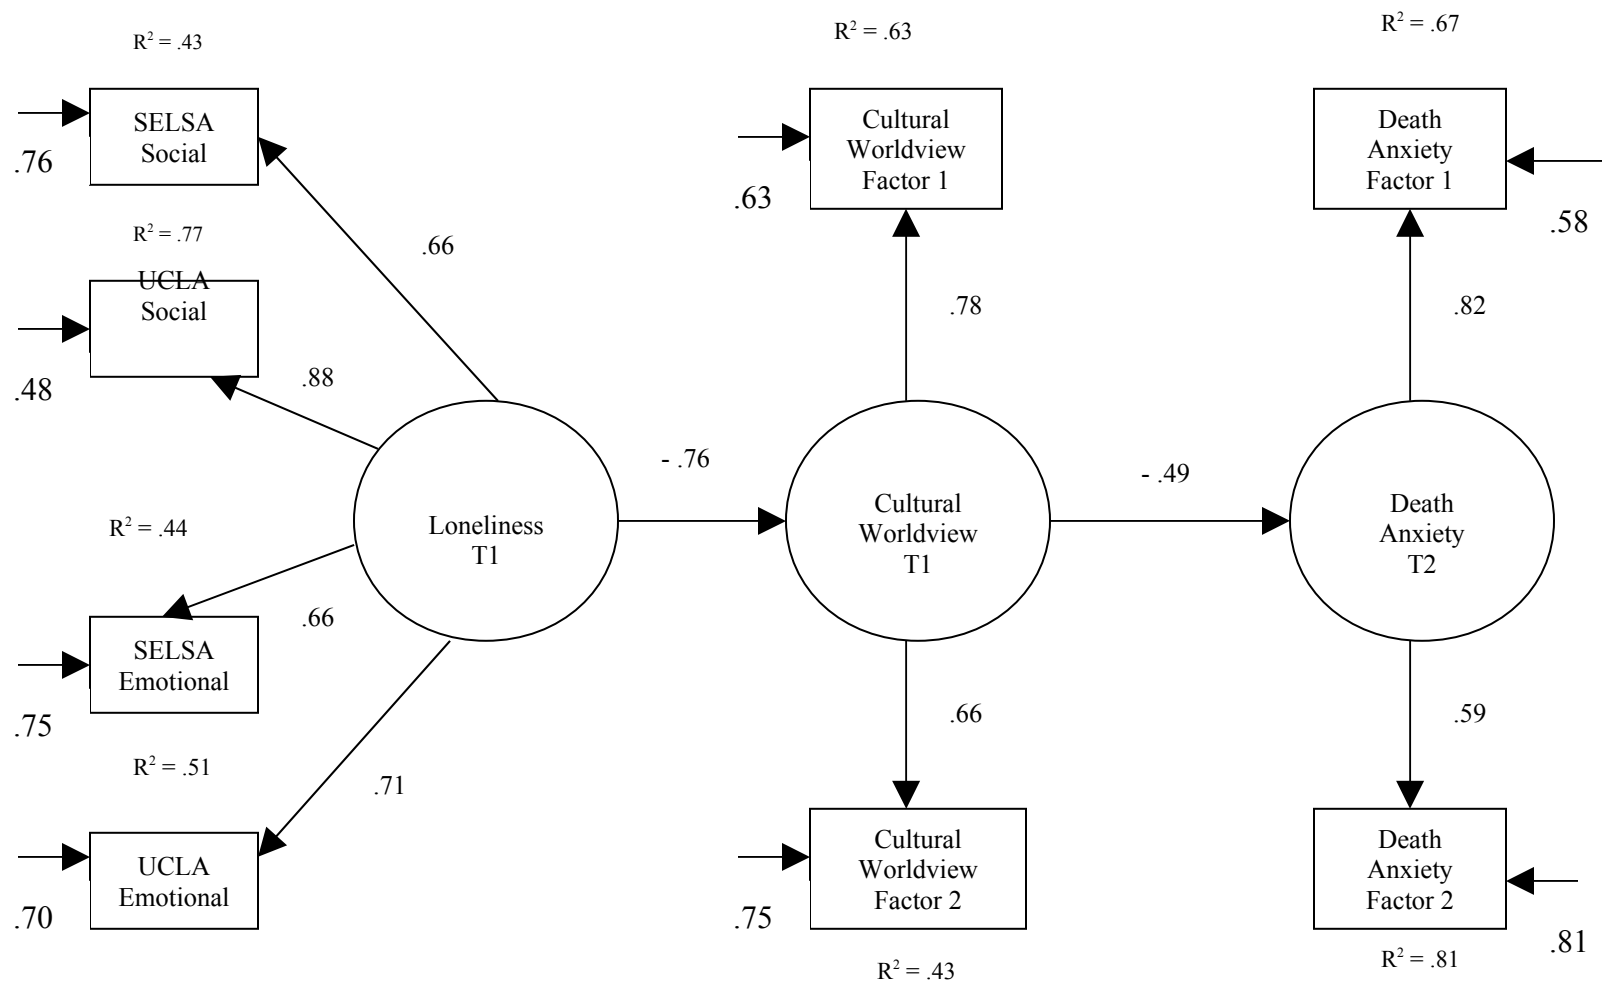 R² = .43
SELSA
Social
.76
.66
R² = .77
UCLA
Social
.48
.88
R² = .44
SELSA
Emotional
.75
.66
R² = .51
UCLA
Emotional
.70
.71
Loneliness
T1
- .76
R² = .63
Cultural
Worldview
Factor 1
.63
.78
Cultural
Worldview
T1
.66
Cultural
Worldview
Factor 2
.75
R² = .43
- .49
R² = .67
Death
Anxiety
Factor 1
.58
.82
Death
Anxiety
T2
.59
Death
Anxiety
Factor 2
.81
R² = .81